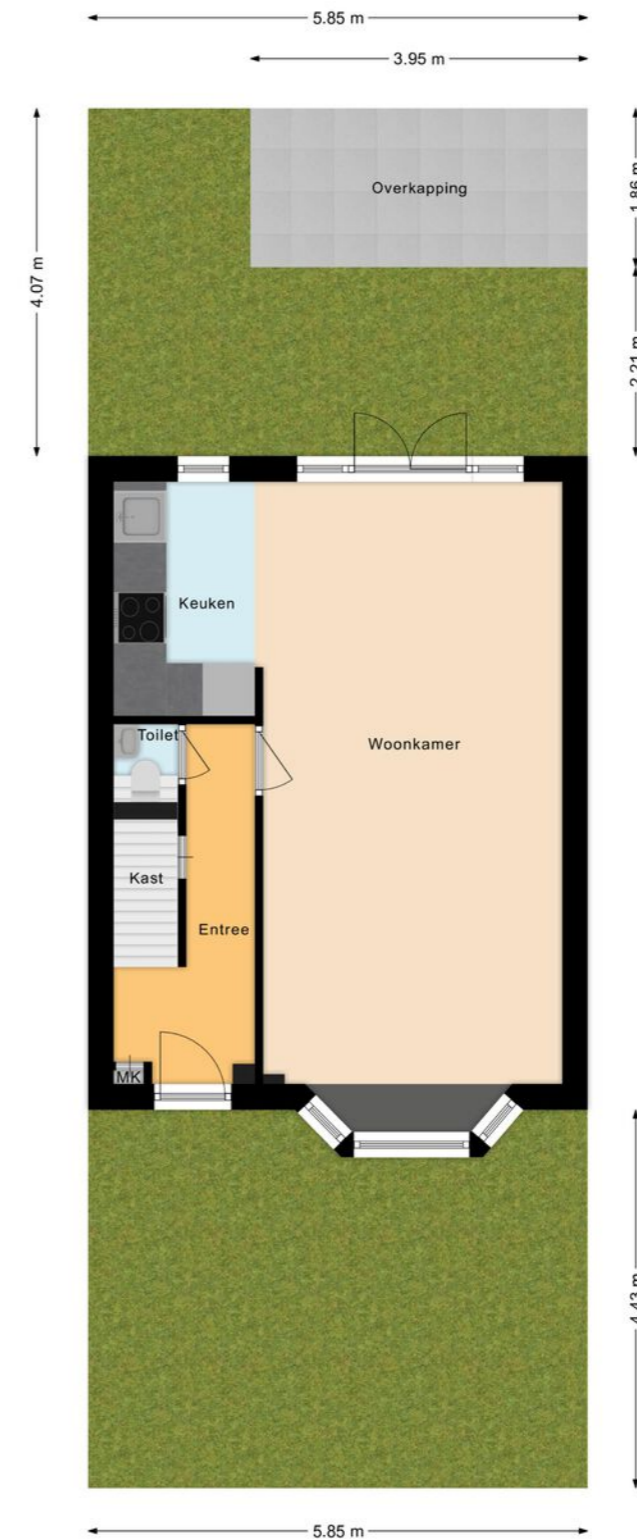 5.85 m
3.95 m
Overkapping
1.86 m
4.07 m
2.21 m
Keuken
Toilet
Woonkamer
Kast
Entree
MK
4.43 m
5.85 m